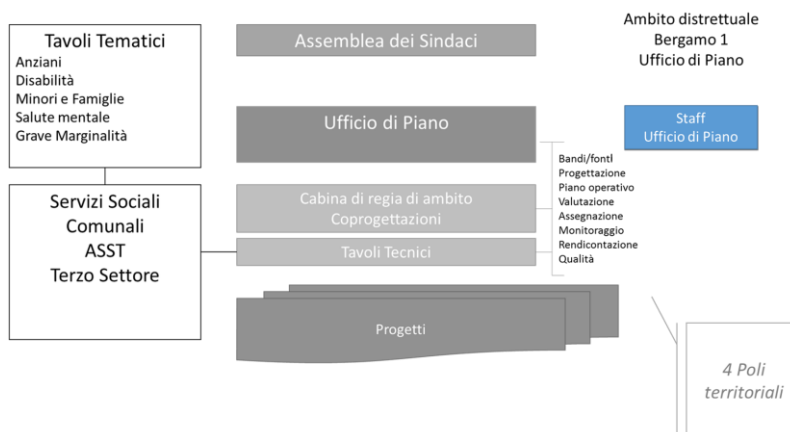 Tavoli Tematici
Anziani
Disabilità
Minori e Famiglie
Salute mentale
Grave Marginalità
Servizi Sociali
Comunali
ASST
Terzo Settore
Assemblea dei Sindaci
Ufficio di Piano
Cabina di regia di ambito
Coprogettazioni
Tavoli Tecnici
Progetti
Ambito distrettuale
Bergamo 1
Ufficio di Piano
Staff
Ufficio di Piano
Bandi/fontI
Progettazione
Piano operativo
Valutazione
Assegnazione
Monitoraggio
Rendicontazione
Qualità
4 Poli
territoriali